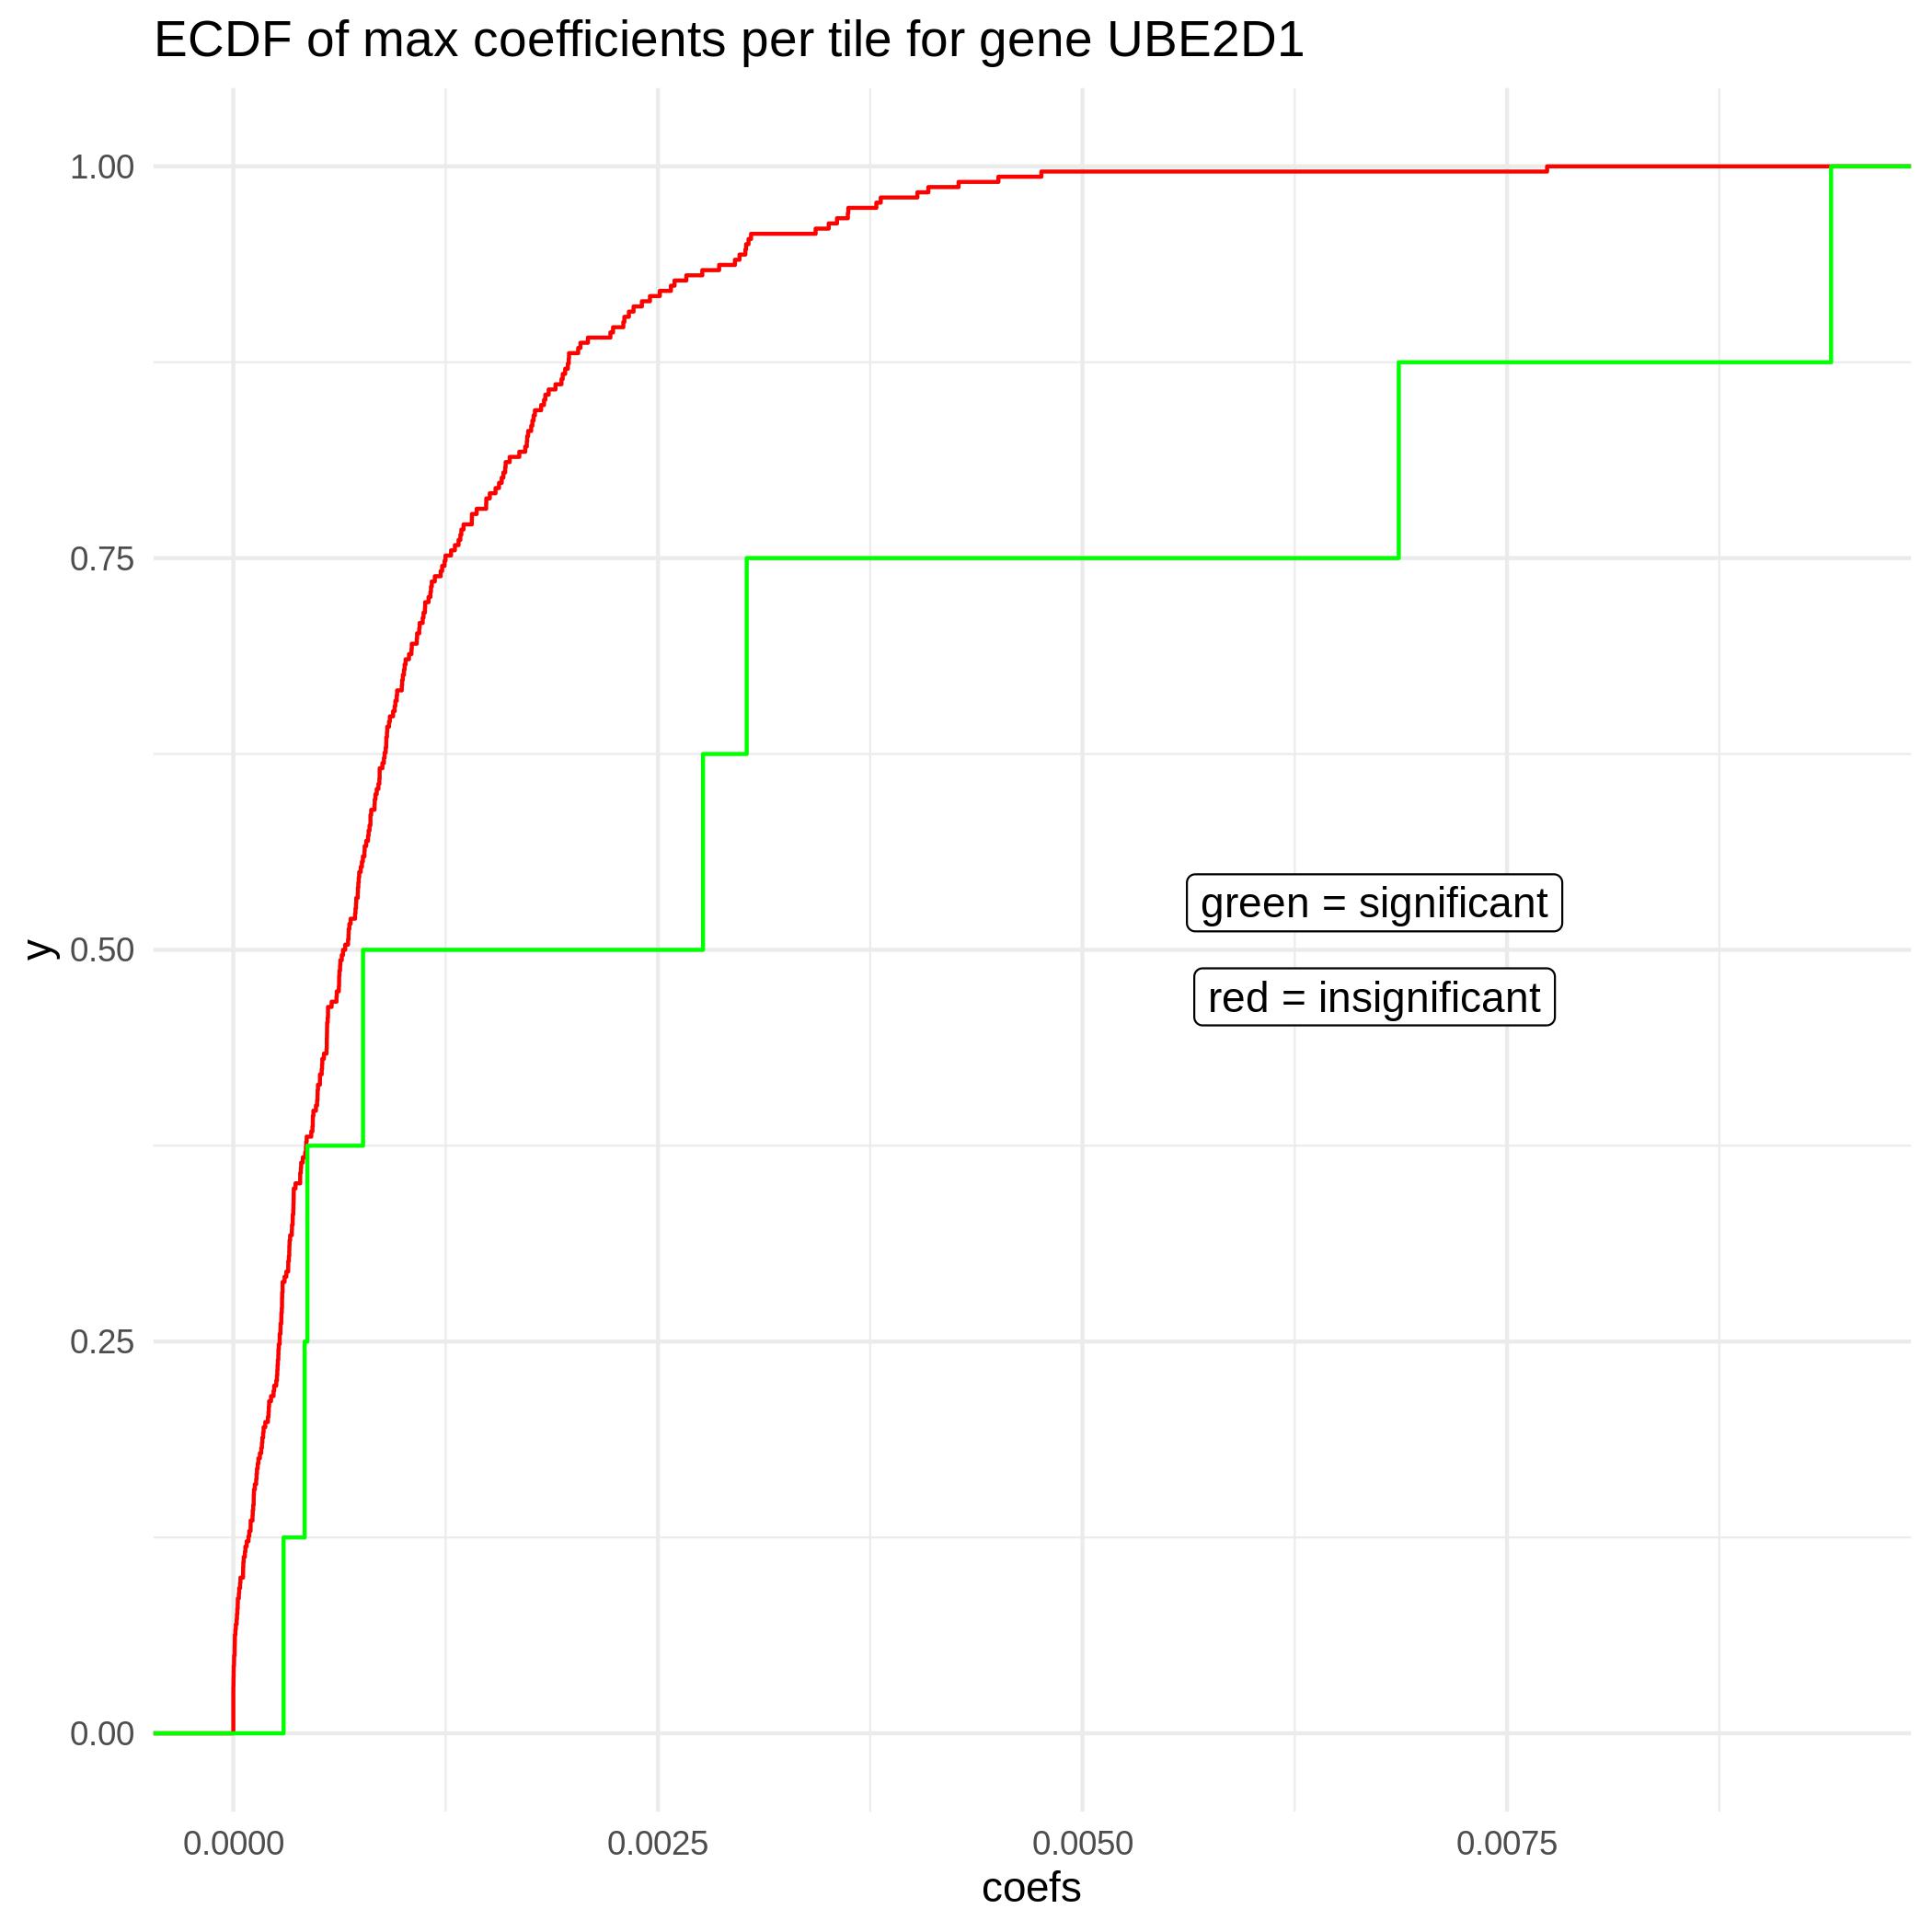 ECDF of max coefficients per tile for gene UBE2D1
1.00
0.75
0.50
0.25
0.00
y
green = significant
red = insignificant
0.0000 0.0025 0.0050 0.0075
coefs